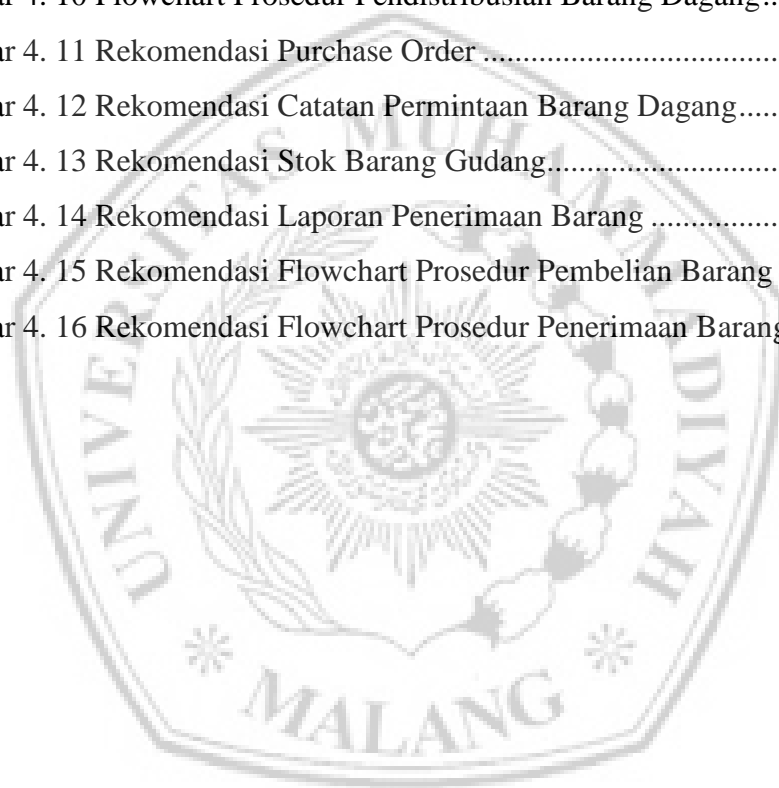 ar 4. 10 Flowchart Prosedur Pendistribusian Barang Dagang..
ar 4. 11 Rekomendasi Purchase Order ....................................
ar 4. 12 Rekomendasi Catatan Permintaan Barang Dagang.....
ar 4. 13 Rekomendasi Stok Barang Gudang............................
ar 4. 14 Rekomendasi Laporan Penerimaan Barang .................
ar 4. 15 Rekomendasi Flowchart Prosedur Pembelian Barang
ar 4. 16 Rekomendasi Flowchart Prosedur Penerimaan Barang
UNIVERSITAS MUHAMMADIYAH
MALANG